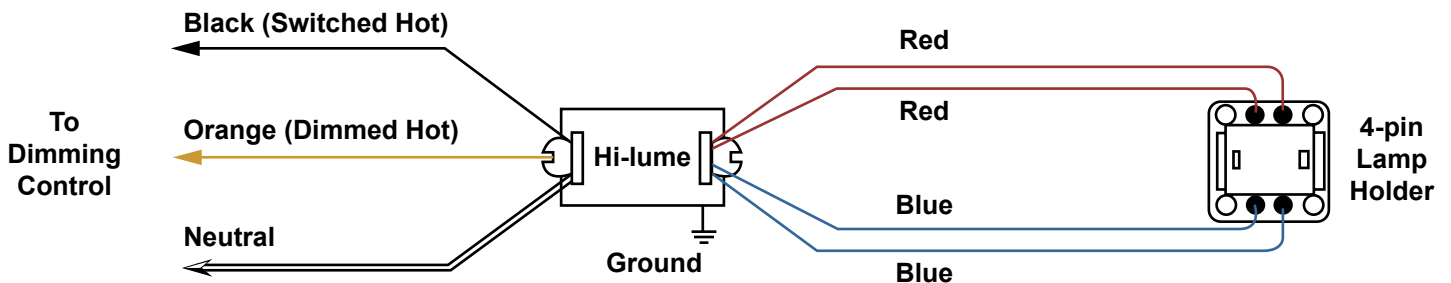 Black (Switched Hot)
To
Dimming
Control
Orange (Dimmed Hot)
Neutral
Hi-lume
Ground
Red
Red
Blue
Blue
4-pin
Lamp
Holder